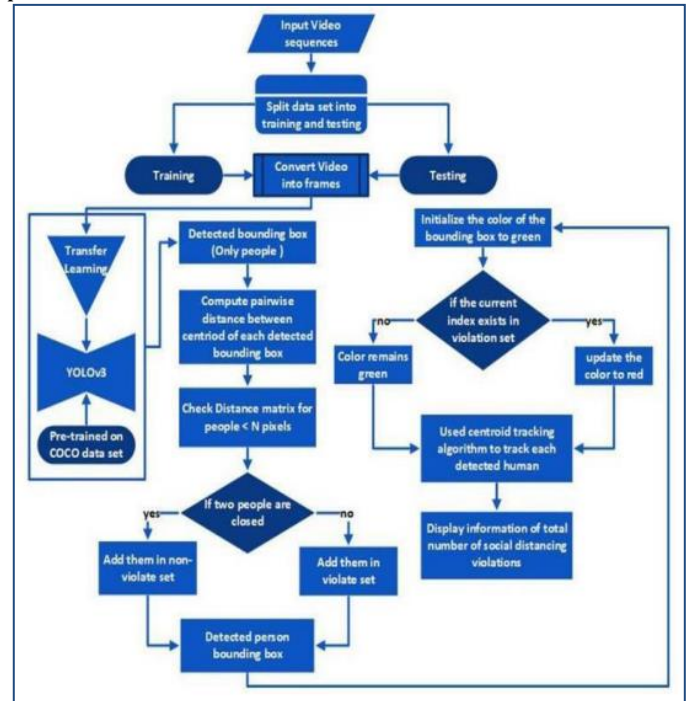 Input Video
sequences
Split data set into
training and testing
Training
Convert Video
into frames
Testing
Transfer
Learning
YOLOv3
Pre-trained on
COCO data set
Detected bounding box
(Only people )
Compute pairwise
distance between
centriod of each detected
bounding box
Check Distance matrix for
people < N pixels
If two people are
closed
yes
no
Add them in non-
violate set
Add them in
violate set
Detected person
bounding box
Initialize the color of the
bounding box to green
if the current
index exists in
violation set
no
yes
Color remains
green
update the
color to red
Used centroid tracking
algorithm to track each
detected human
Display information of total
number of social distancing
violations